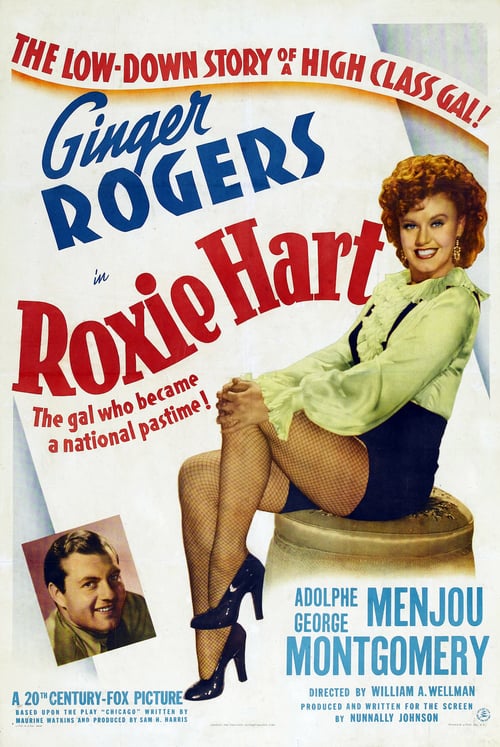 THE LOW-DOWN STORY OF A HIGH CLASS GAL!
Ginger
ROGERS
in
Roxie Hart
The gal who became
a national pastime!
ADOLPHE MENJOU
GEORGE MONTGOMERY
DIRECTED BY WILLIAM A. WELLMAN
PRODUCED AND WRITTEN FOR THE SCREEN
BY NUNNALLY JOHNSON
A 20TH CENTURY-FOX PICTURE
BASED UPON THE PLAY "CHICAGO" WRITTEN BY
MAURINE WATKINS AND PRODUCED BY SAM H. HARRIS